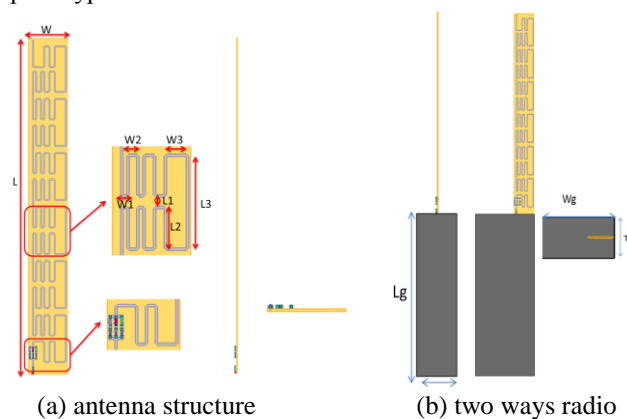 W
L
W2
W3
W1
L1
L2
L3
Wg
Lg
(a) antenna structure
(b) two ways radio